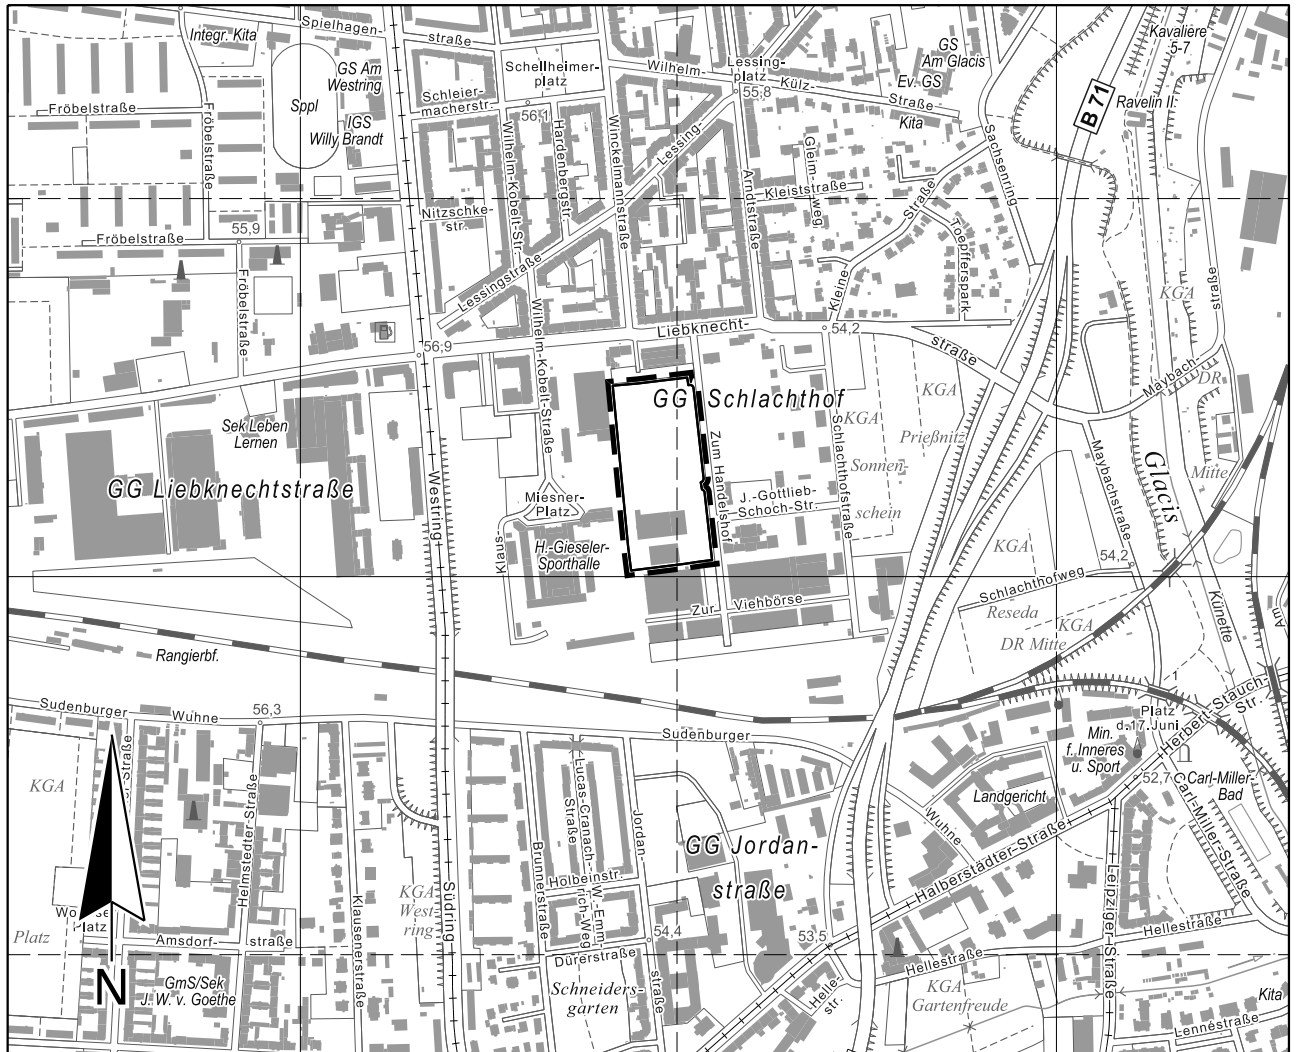 Spielhagen-
straße
Integr. Kita
GS Am
Westring
Sppl
IGS
Willy Brandt
Schellheimer-
platz
Schleier-
macherstr.
56,1
Wilhelm-
Külz-
Straße
Lessing-
platz
55,8
GS
Am Glacis
Ev. GS
Kita
Kavaliere
5-7
Ravelin II
B 71
Fröbelstraße
Fröbelstraße
Wilhelm-Kobelt-Str.
Hardenbergstr.
Winckelmannstraße
Lessing-
Arndtstraße
Gleim-
weg
Kleiststraße
Sachsenring
Nitzschke-
str.
55,9
Fröbelstraße
Lessingstraße
Kleine
Straße
Toepfferspark
Fröbelstraße
KGA
straße
Wilhelm-Kobelt-Straße
Liebknecht-
straße
54,2
56,9
Maybach-
DR
Mitte
GG Schlachthof
KGA
KGA
Prießnitz
Sonnen-
schein
Sek Leben
Lernen
Westring
GG Liebknechtstraße
Zum Handelshof
Schlachthofstraße
Maybachstraße
Glacis
Miesner-
Platz
J.-Gottlieb-
Schoch-Str.
H.-Gieseler-
Sporthalle
Klaus-
KGA
54,2
Schlachthofweg
Reseda
KGA
DR Mitte
Künette
Am
Zur Viehbörse
Rangierbf.
Sudenburger
Wuhne
56,3
Sudenburger
Wuhne
Platz
d. 17. Juni
Min.
f. Inneres
u. Sport
Herbert-Stauch-
Str.
52,7
Carl-Miller-
Bad
Carl-Miller-Straße
Landgericht
KGA
Helmstedter Straße
Lucas-Cranach-
Straße
Jordan-
straße
Brunnerstraße
Holbeinstr.
W.-Emm-
rich-Weg
GG Jordan-
straße
Halberstädter Straße
Leipziger Straße
KGA
West-
ring
Südring
Klausenerstraße
Platz
Platz
Amsdorf-
straße
54,4
53,5
Dürerstraße
Hellestraße
Hellestraße
Helle-
str.
Schneiders-
garten
GmS/Sek
J. W. v. Goethe
KGA
Gartenfreude
Kita
Lennéstraße
N